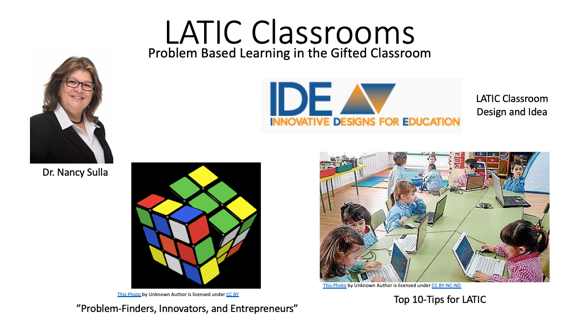 LATIC Classrooms
Problem Based Learning in the Gifted Classroom
IDE
INNOVATIVE DESIGNS FOR EDUCATION
LATIC Classroom
Design and Idea
Dr. Nancy Sulla
This Photo by Unknown Author is licensed under CC BY-NC-ND
This Photo by Unknown Author is licensed under CC BY
Top 10-Tips for LATIC
”Problem-Finders, Innovators, and Entrepreneurs”